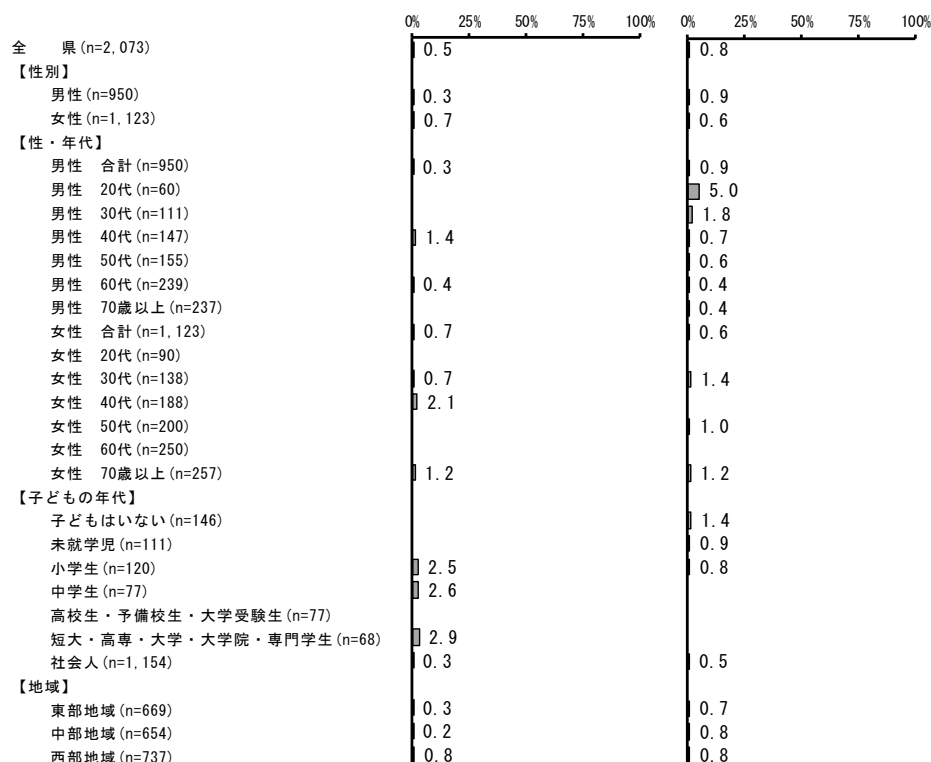 0% 25% 50% 75% 100% 0% 25% 50% 75% 100%
全　県(n=2,073) 0.5 0.8
【性別】
男性(n=950) 0.3 0.9
女性(n=1,123) 0.7 0.6
【性・年代】
男性　合計(n=950) 0.3 0.9
男性　20代(n=60) 5.0
男性　30代(n=111) 1.8
男性　40代(n=147) 1.4 0.7
男性　50代(n=155) 0.6
男性　60代(n=239) 0.4 0.4
男性　70歳以上(n=237) 0.4
女性　合計(n=1,123) 0.7 0.6
女性　20代(n=90)
女性　30代(n=138) 0.7 1.4
女性　40代(n=188) 2.1
女性　50代(n=200) 1.0
女性　60代(n=250)
女性　70歳以上(n=257) 1.2 1.2
【子どもの年代】
子どもはいない(n=146) 1.4
未就学児(n=111) 0.9
小学生(n=120) 2.5 0.8
中学生(n=77) 2.6
高校生・予備校生・大学受験生(n=77)
短大・高専・大学・大学院・専門学生(n=68) 2.9
社会人(n=1,154) 0.3 0.5
【地域】
東部地域(n=669) 0.3 0.7
中部地域(n=654) 0.2 0.8
西部地域(n=737) 0.8 0.8